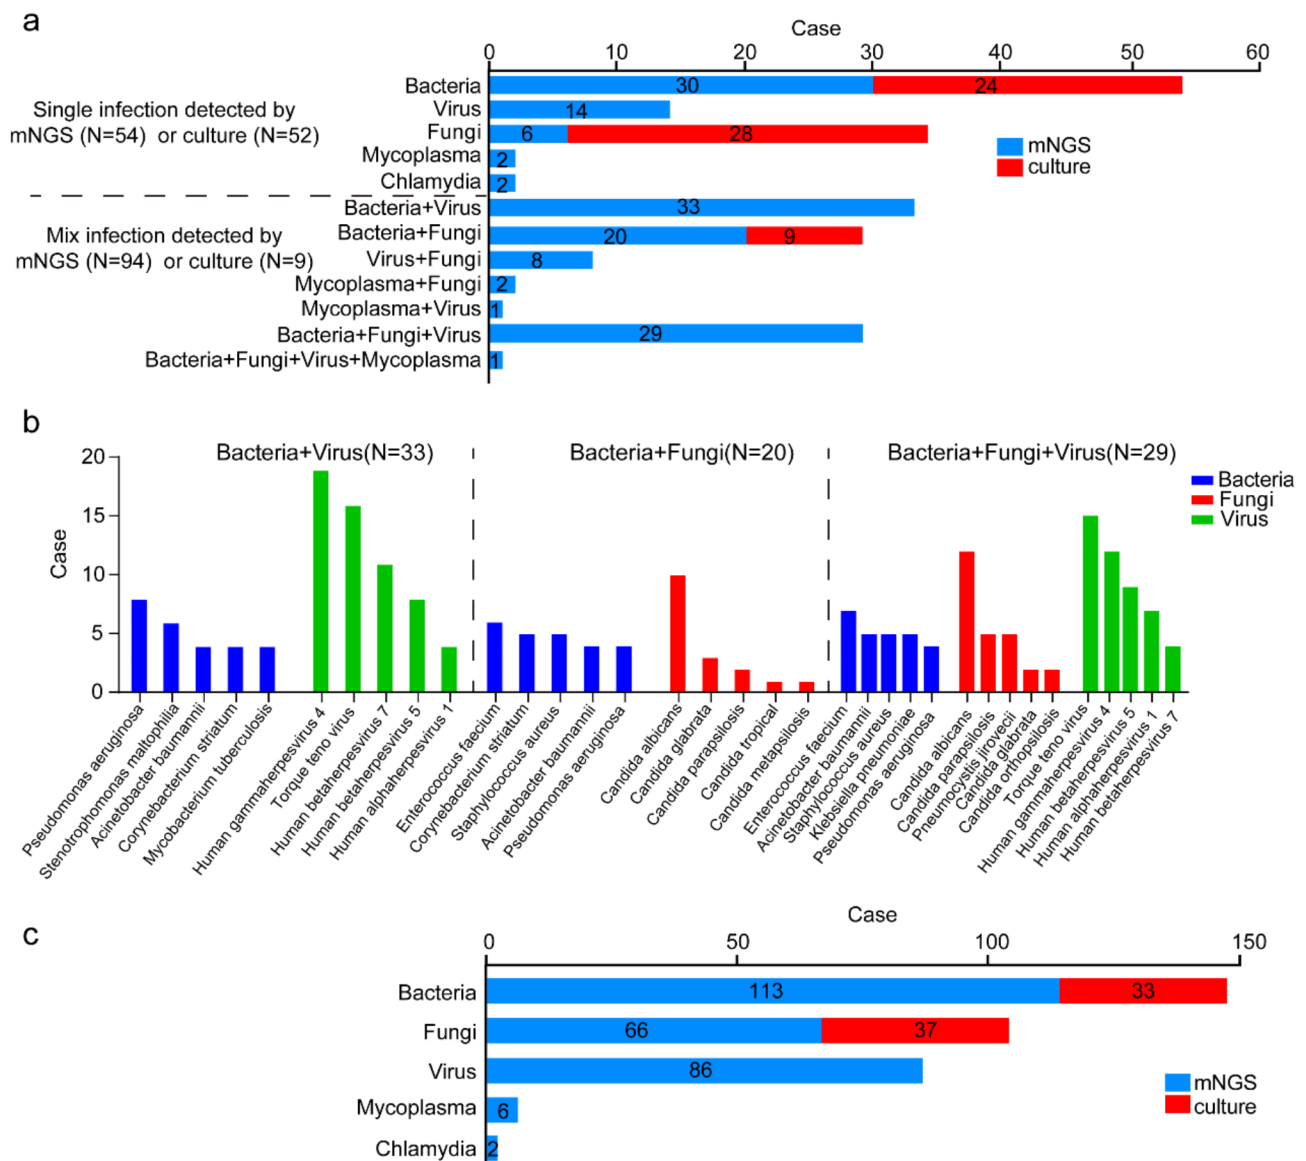 a
Case
0 10 20 30 40 50 60
Bacteria 30 24
Virus 14
Fungi 6 28
Mycoplasma 2
Chlamydia 2
Single infection detected by
mNGS (N=54) or culture (N=52)
mNGS
culture
Bacteria+Virus 33
Bacteria+Fungi 20 9
Virus+Fungi 8
Mycoplasma+Fungi 2
Mycoplasma+Virus 1
Bacteria+Fungi+Virus 29
Bacteria+Fungi+Virus+Mycoplasma 1
Mix infection detected by
mNGS (N=94) or culture (N=9)
b
Bacteria+Virus(N=33)
Bacteria+Fungi(N=20)
Bacteria+Fungi+Virus(N=29)
Bacteria
Fungi
Virus
Case
20
15
10
5
0
Pseudomonas aeruginosa
Stenotrophomonas maltophilia
Acinetobacter baumannii
Corynebacterium striatum
Mycobacterium tuberculosis
Human gammaherpesvirus 4
Torque teno virus
Human betaherpesvirus 7
Human betaherpesvirus 5
Human alphaherpesvirus 1
Enterococcus faecium
Corynebacterium striatum
Staphylococcus aureus
Acinetobacter baumannii
Pseudomonas aeruginosa
Candida albicans
Candida glabrata
Candida parapsilosis
Candida tropical
Candida metapsilosis
Enterococcus faecium
Acinetobacter baumannii
Staphylococcus aureus
Klebsiella pneumoniae
Pseudomonas aeruginosa
Candida albicans
Candida parapsilosis
Pneumocystis jirovecii
Candida glabrata
Candida orthopsilosis
Torque teno virus
Human gammaherpesvirus 4
Human betaherpesvirus 5
Human alphaherpesvirus 1
Human betaherpesvirus 7
c
Case
0 50 100 150
Bacteria 113 33
Fungi 66 37
Virus 86
Mycoplasma 6
Chlamydia 2
mNGS
culture